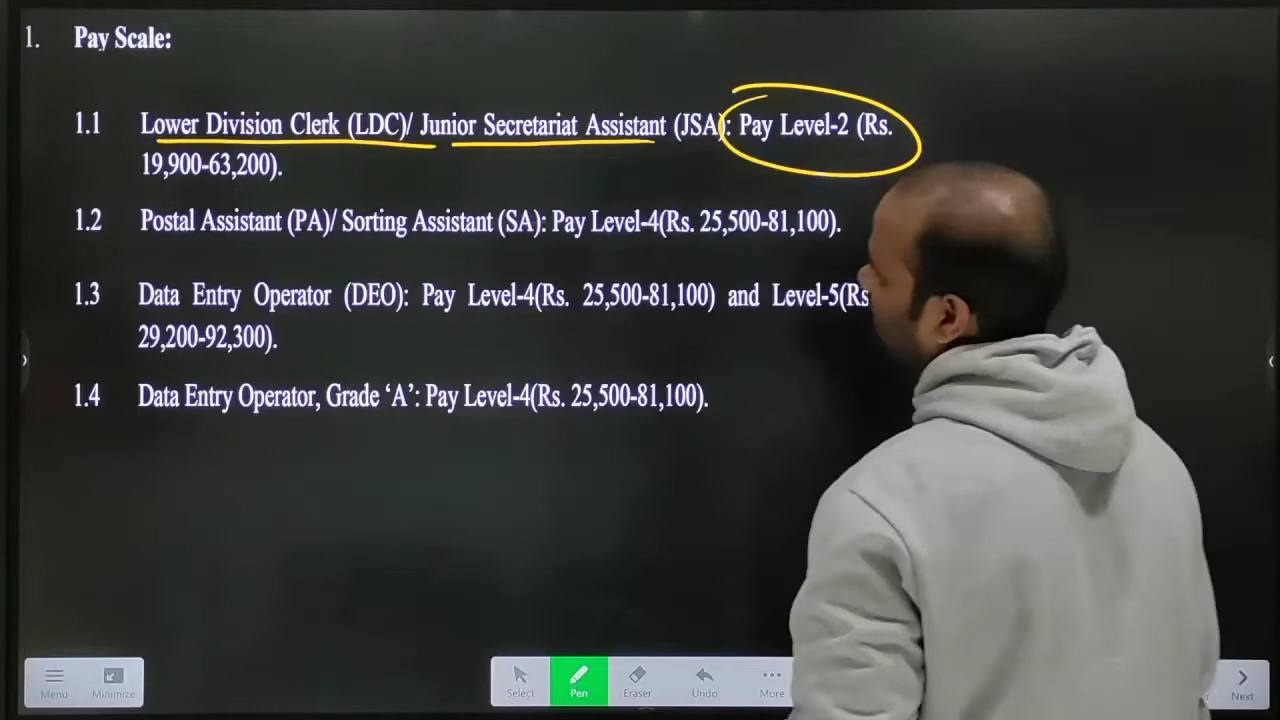 1. Pay Scale:
1.1 Lower Division Clerk (LDC)/ Junior Secretariat Assistant (JSA): Pay Level-2 (Rs.
19,900-63,200).
1.2 Postal Assistant (PA)/ Sorting Assistant (SA): Pay Level-4(Rs. 25,500-81,100).
1.3 Data Entry Operator (DEO): Pay Level-4(Rs. 25,500-81,100) and Level-5(Rs
29,200-92,300).
1.4 Data Entry Operator, Grade ‘A’: Pay Level-4(Rs. 25,500-81,100).
Menu Minimize Select Pen Eraser Undo More Next